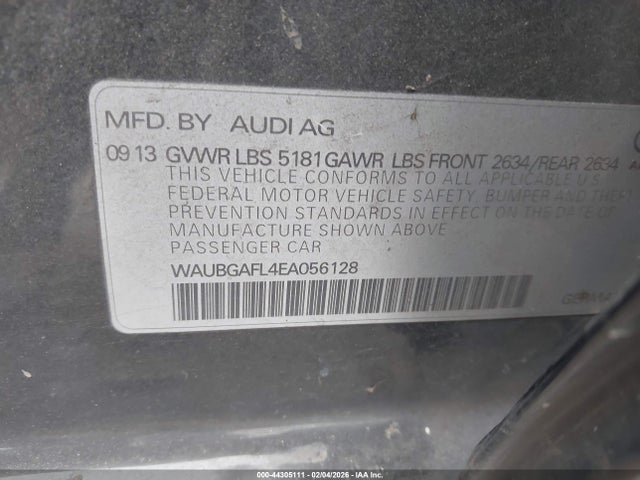 MFD. BY AUDI AG
09 13 GVWR LBS 5181 GAWR LBS FRONT 2634/REAR 2634
THIS VEHICLE CONFORMS TO ALL APPLICABLE U.S.
FEDERAL MOTOR VEHICLE SAFETY, BUMPER AND THEFT
PREVENTION STANDARDS IN EFFECT ON THE DATE OF
MANUFACTURE SHOWN ABOVE
PASSENGER CAR
WAUBGAFL4EA056128
GERMA
000-44305111 - 02/04/2026 - IAA Inc.